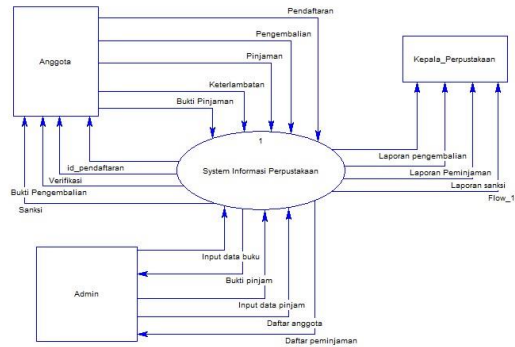 Pendaftaran
Pengembalian
Anggota
Pinjaman
Kepala_Perpustakaan
Keterlambatan
Bukti Pinjaman
1
System Informasi Perpustakaan
Laporan pengembalian
id_pendaftaran
Laporan Peminjaman
Verifikasi
Laporan sanksi
Bukti Pengembalian
Flow_1
Sanksi
Input data buku
Bukti pinjam
Admin
Input data pinjam
Daftar anggota
Daftar peminjaman